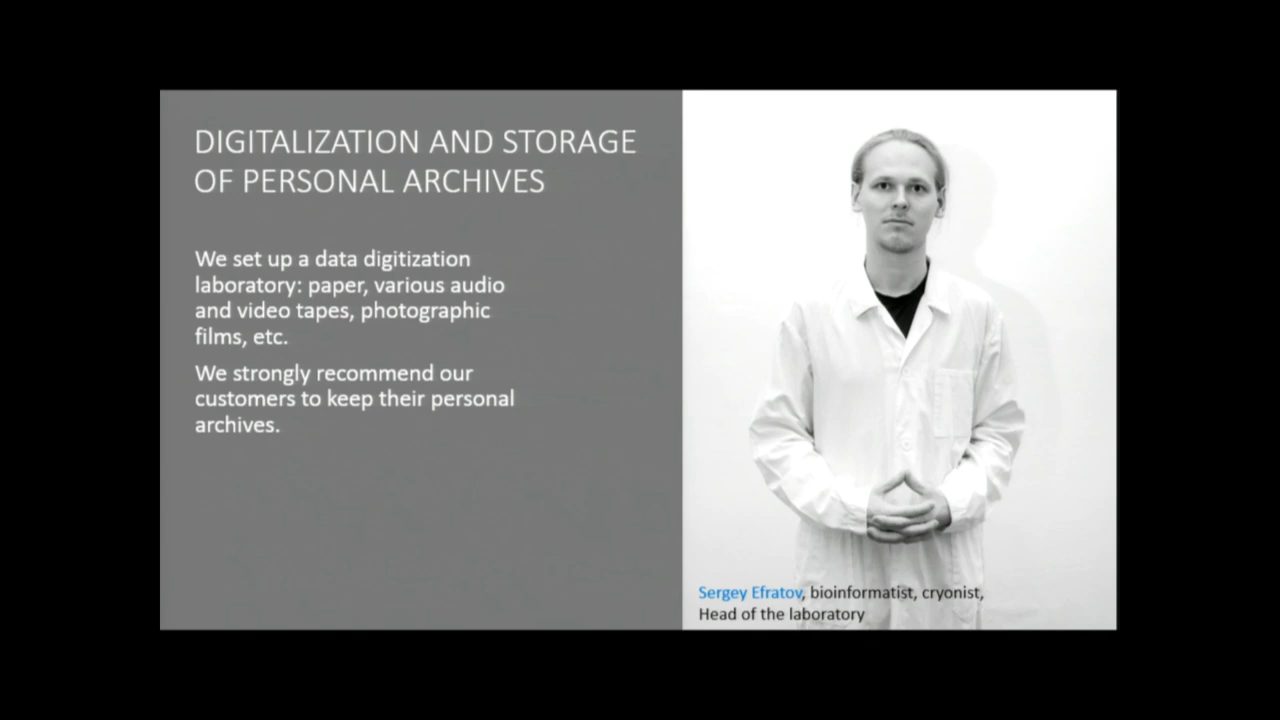 DIGITALIZATION AND STORAGE
OF PERSONAL ARCHIVES
We set up a data digitization
laboratory: paper, various audio
and video tapes, photographic
films, etc.
We strongly recommend our
customers to keep their personal
archives.
Sergey Efratov, bioinformatist, cryonist,
Head of the laboratory